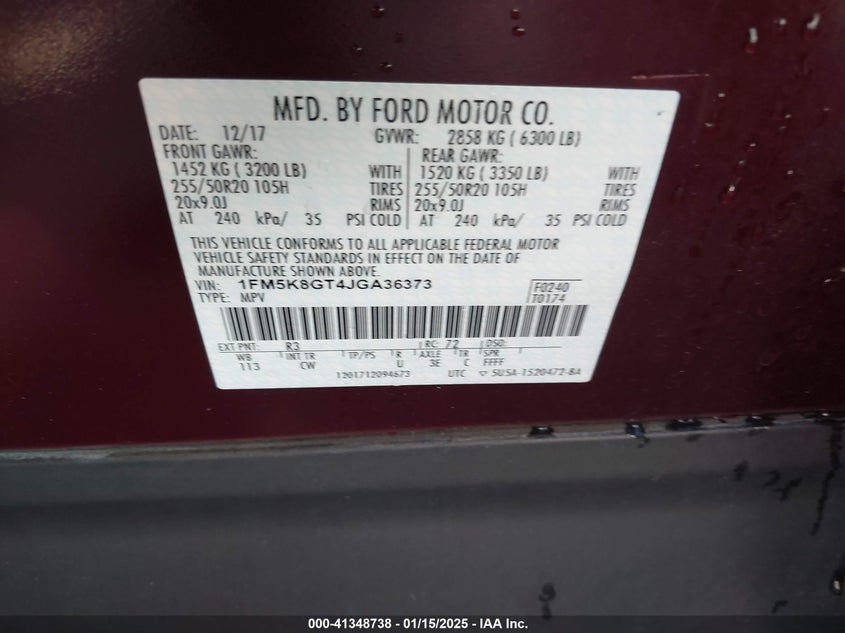 MFD. BY FORD MOTOR CO.
DATE: 12/17 GVWR: 2858 KG ( 6300 LB)
FRONT GAWR: REAR GAWR:
1452 KG ( 3200 LB) WITH 1520 KG ( 3350 LB) WITH
255/50R20 105H TIRES 255/50R20 105H TIRES
20x9.0J RIMS 20x9.0J RIMS
AT 240 kPa/ 35 PSI COLD AT 240 kPa/ 35 PSI COLD
THIS VEHICLE CONFORMS TO ALL APPLICABLE FEDERAL MOTOR
VEHICLE SAFETY STANDARDS IN EFFECT ON THE DATE OF
MANUFACTURE SHOWN ABOVE.
VIN: 1FM5K8GT4JGA36373 F0240
TYPE: MPV T0174
EXT PNT: R3 RC: 72 DSO:
WB INT TR TP/PS R AXLE TR SPR
113 CW U 3E C FFFF
1201712094673 UTC ▽ 5USA-1520472-BA
000-41348738 - 01/15/2025 - IAA Inc.